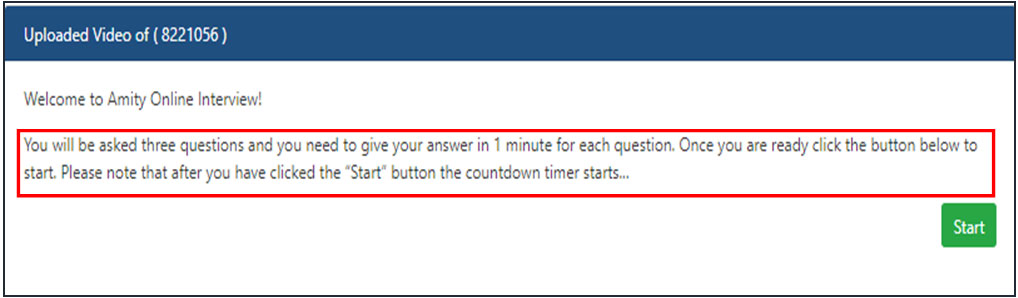 Uploaded Video of ( 8221056 )
Welcome to Amity Online Interview!
You will be asked three questions and you need to give your answer in 1 minute for each question. Once you are ready click the button below to
start. Please note that after you have clicked the “Start” button the countdown timer starts...
Start